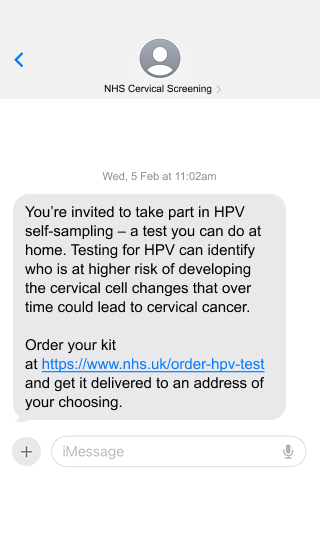 NHS Cervical Screening
Wed, 5 Feb at 11:02am
You’re invited to take part in HPV
self-sampling – a test you can do at
home. Testing for HPV can identify
who is at higher risk of developing
the cervical cell changes that over
time could lead to cervical cancer.
Order your kit
at https://www.nhs.uk/order-hpv-test
and get it delivered to an address of
your choosing.
iMessage